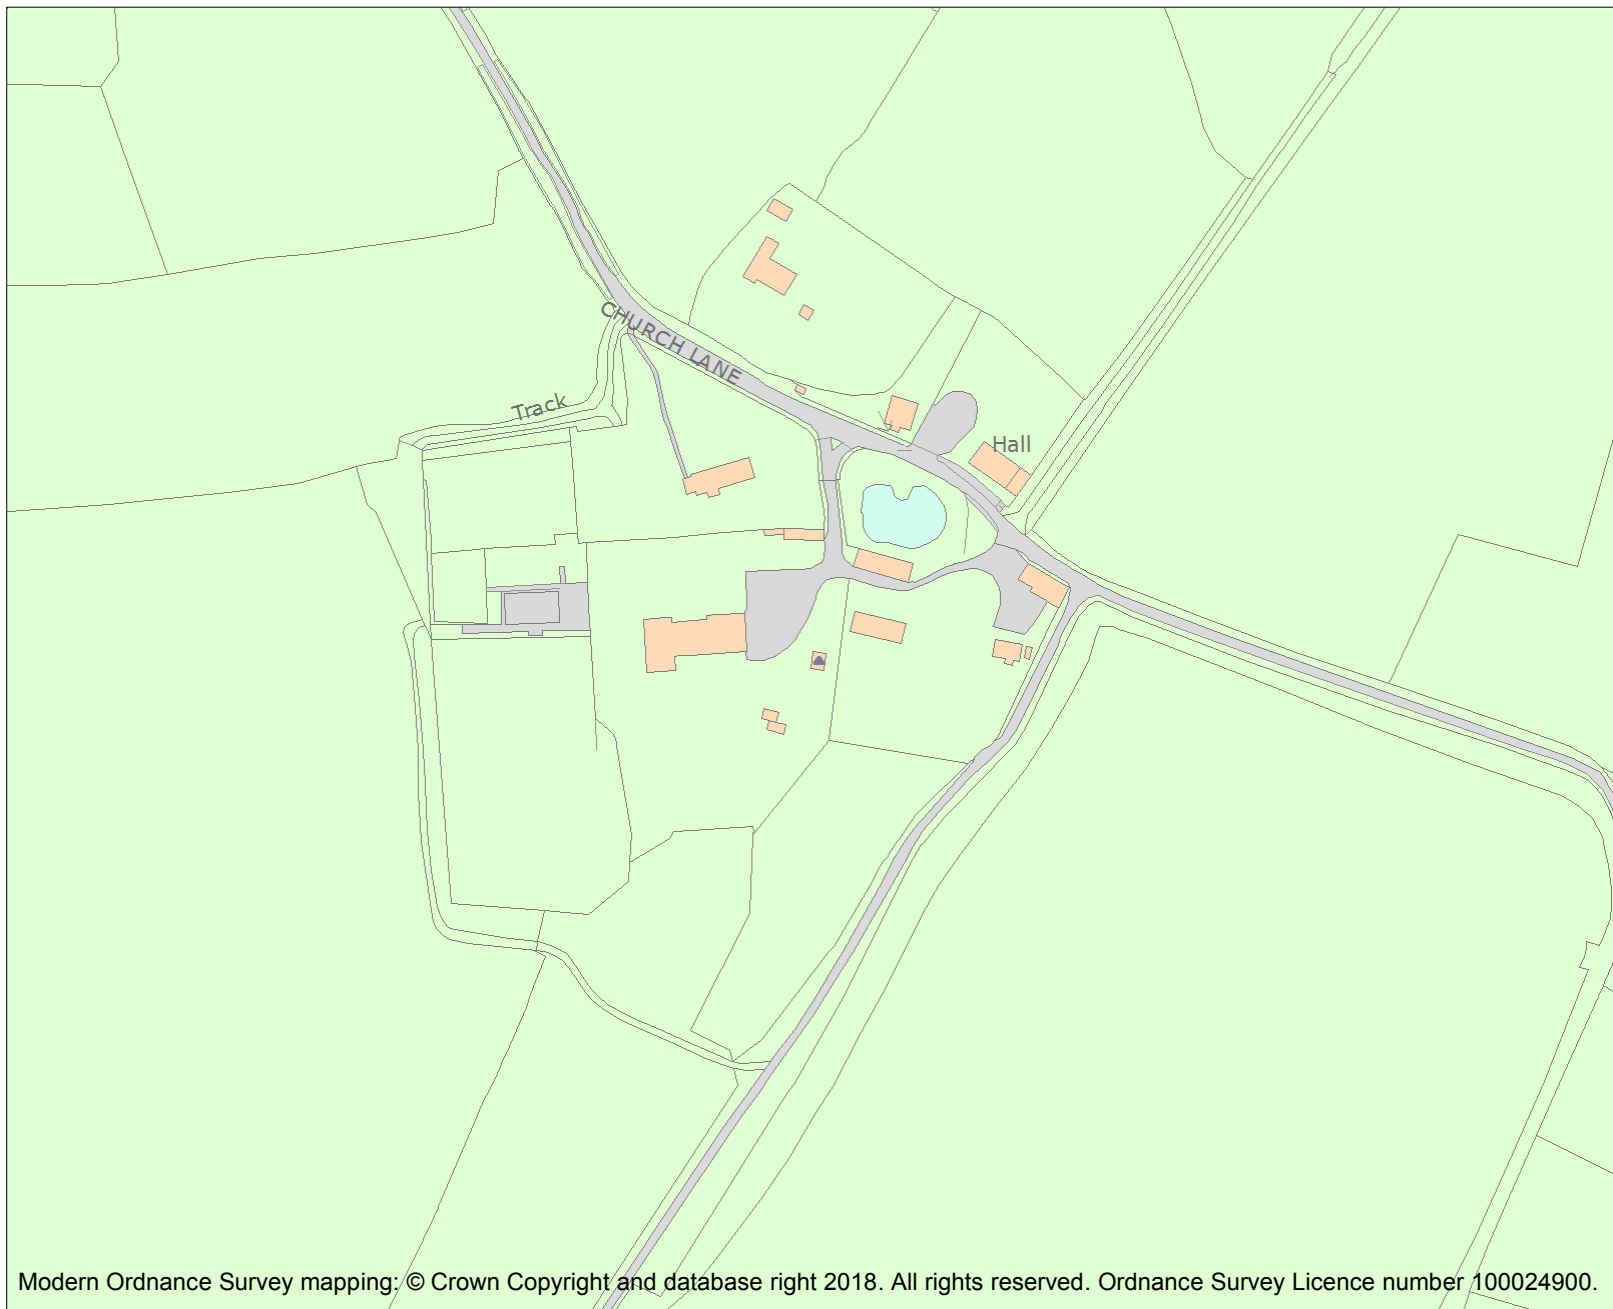 CHURCH LANE
Track
Hall
Modern Ordnance Survey mapping: © Crown Copyright and database right 2018. All rights reserved. Ordnance Survey Licence number 100024900.